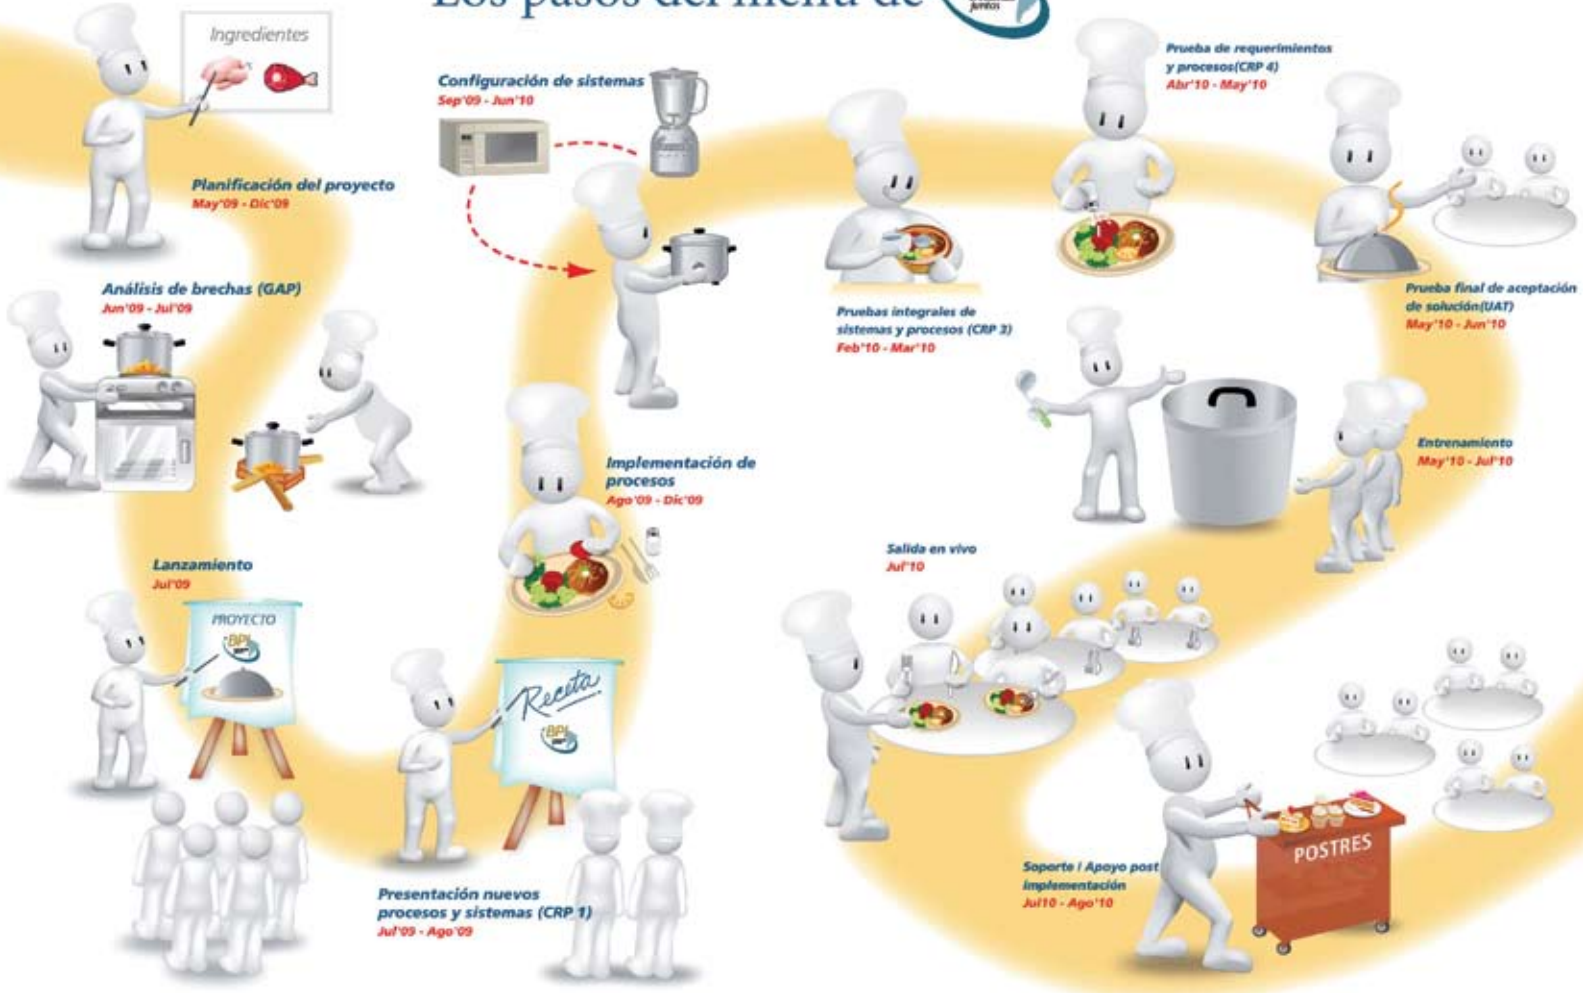 Los pasos del menú de
juntos
Ingredientes
Planificación del proyecto
May'09 - Dic'09
Análisis de brechas (GAP)
Jun'09 - Jul'09
Lanzamiento
Jul'09
PROYECTO
BPI
Presentación nuevos
procesos y sistemas (CRP 1)
Jul'09 - Ago'09
Receta
BPI
Implementación de
procesos
Ago'09 - Dic'09
Configuración de sistemas
Sep'09 - Jun'10
Pruebas integrales de
sistemas y procesos (CRP 3)
Feb'10 - Mar'10
Prueba de requerimientos
y procesos(CRP 4)
Abr'10 - May'10
Prueba final de aceptación
de solución(UAT)
May'10 - Jun'10
Entrenamiento
May'10 - Jul'10
Salida en vivo
Jul'10
Soporte / Apoyo post
implementación
Jul10 - Ago'10
POSTRES